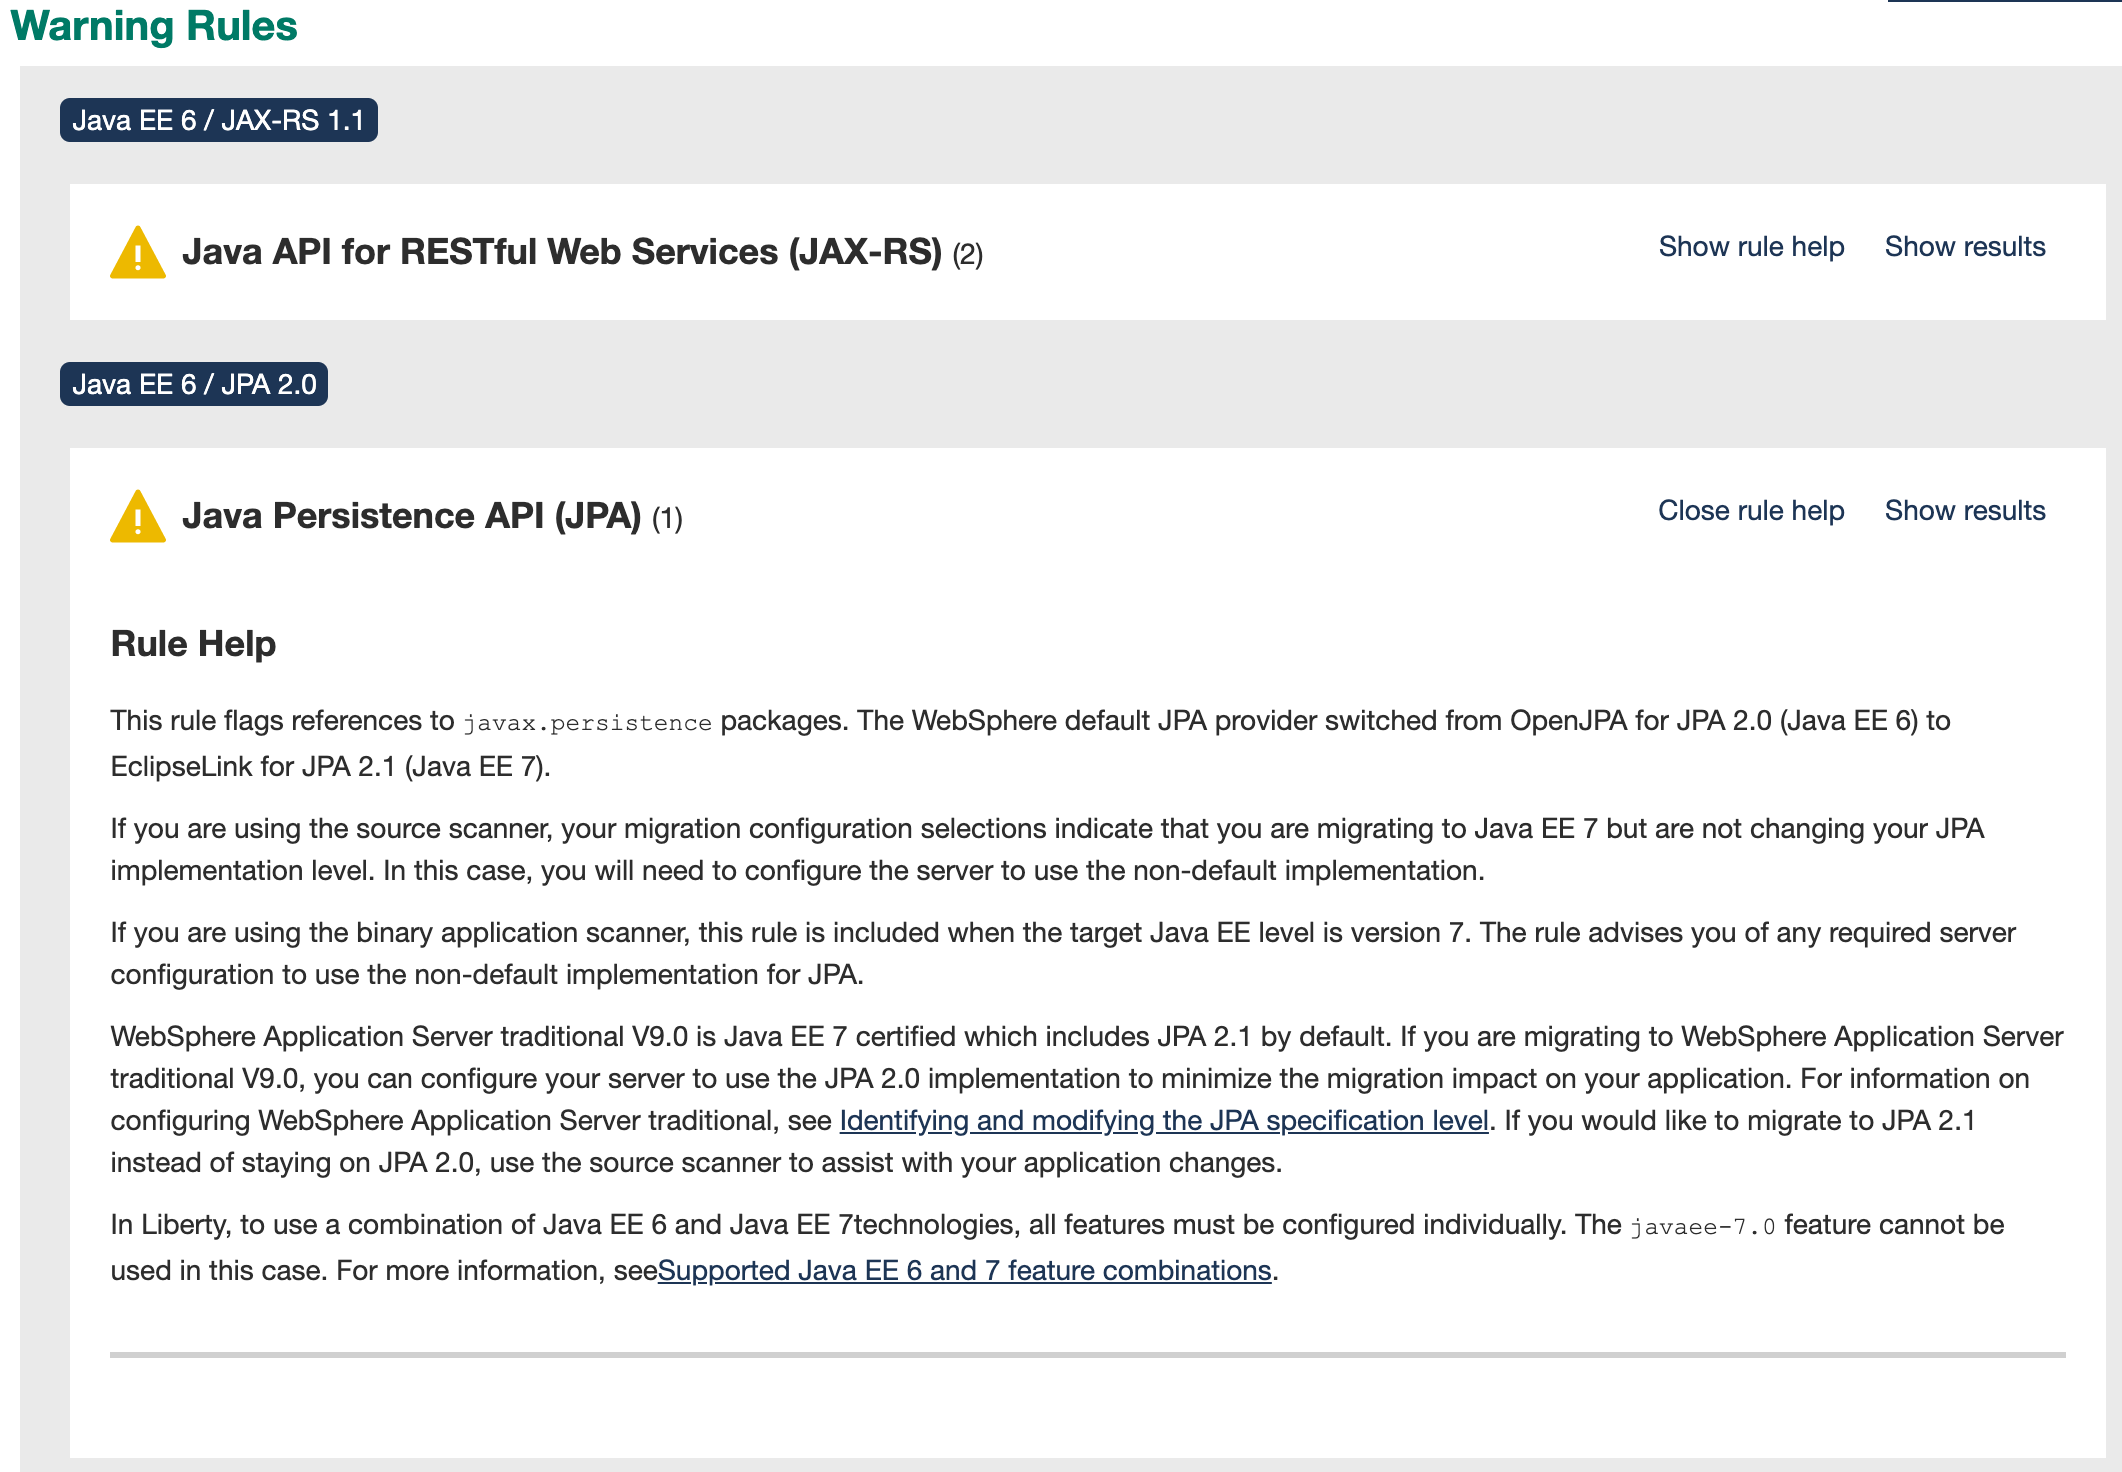 Warning Rules
Java EE 6 / JAX-RS 1.1
Java API for RESTful Web Services (JAX-RS) (2)
Show rule help Show results
Java EE 6 / JPA 2.0
Java Persistence API (JPA) (1)
Close rule help Show results
Rule Help
This rule flags references to javax.persistence packages. The WebSphere default JPA provider switched from OpenJPA for JPA 2.0 (Java EE 6) to
EclipseLink for JPA 2.1 (Java EE 7).
If you are using the source scanner, your migration configuration selections indicate that you are migrating to Java EE 7 but are not changing your JPA
implementation level. In this case, you will need to configure the server to use the non-default implementation.
If you are using the binary application scanner, this rule is included when the target Java EE level is version 7. The rule advises you of any required server
configuration to use the non-default implementation for JPA.
WebSphere Application Server traditional V9.0 is Java EE 7 certified which includes JPA 2.1 by default. If you are migrating to WebSphere Application Server
traditional V9.0, you can configure your server to use the JPA 2.0 implementation to minimize the migration impact on your application. For information on
configuring WebSphere Application Server traditional, see Identifying and modifying the JPA specification level. If you would like to migrate to JPA 2.1
instead of staying on JPA 2.0, use the source scanner to assist with your application changes.
In Liberty, to use a combination of Java EE 6 and Java EE 7technologies, all features must be configured individually. The javaee-7.0 feature cannot be
used in this case. For more information, seeSupported Java EE 6 and 7 feature combinations.